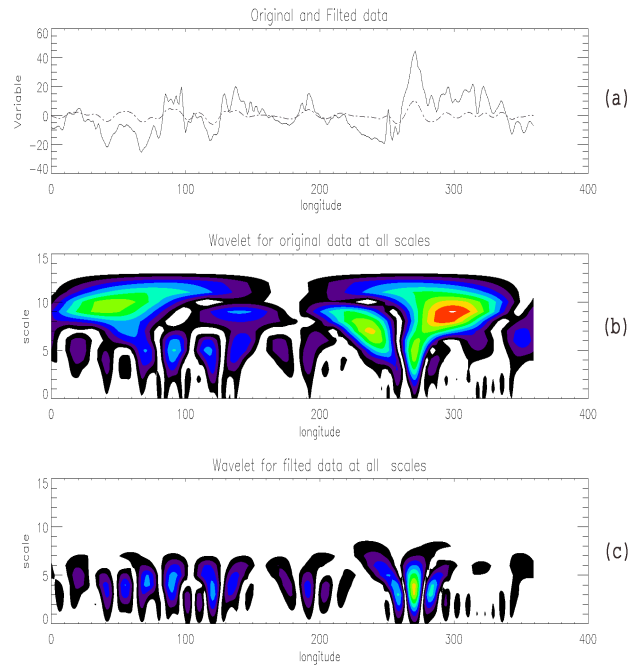 Original and Filted data
60
40
20
0
-20
-40
Variable
0 100 200 300 400
longitude
(a)
Wavelet for original data at all scales
15
10
5
0
scale
0 100 200 300 400
longitude
(b)
Wavelet for filted data at all scales
15
10
5
0
scale
0 100 200 300 400
longitude
(c)